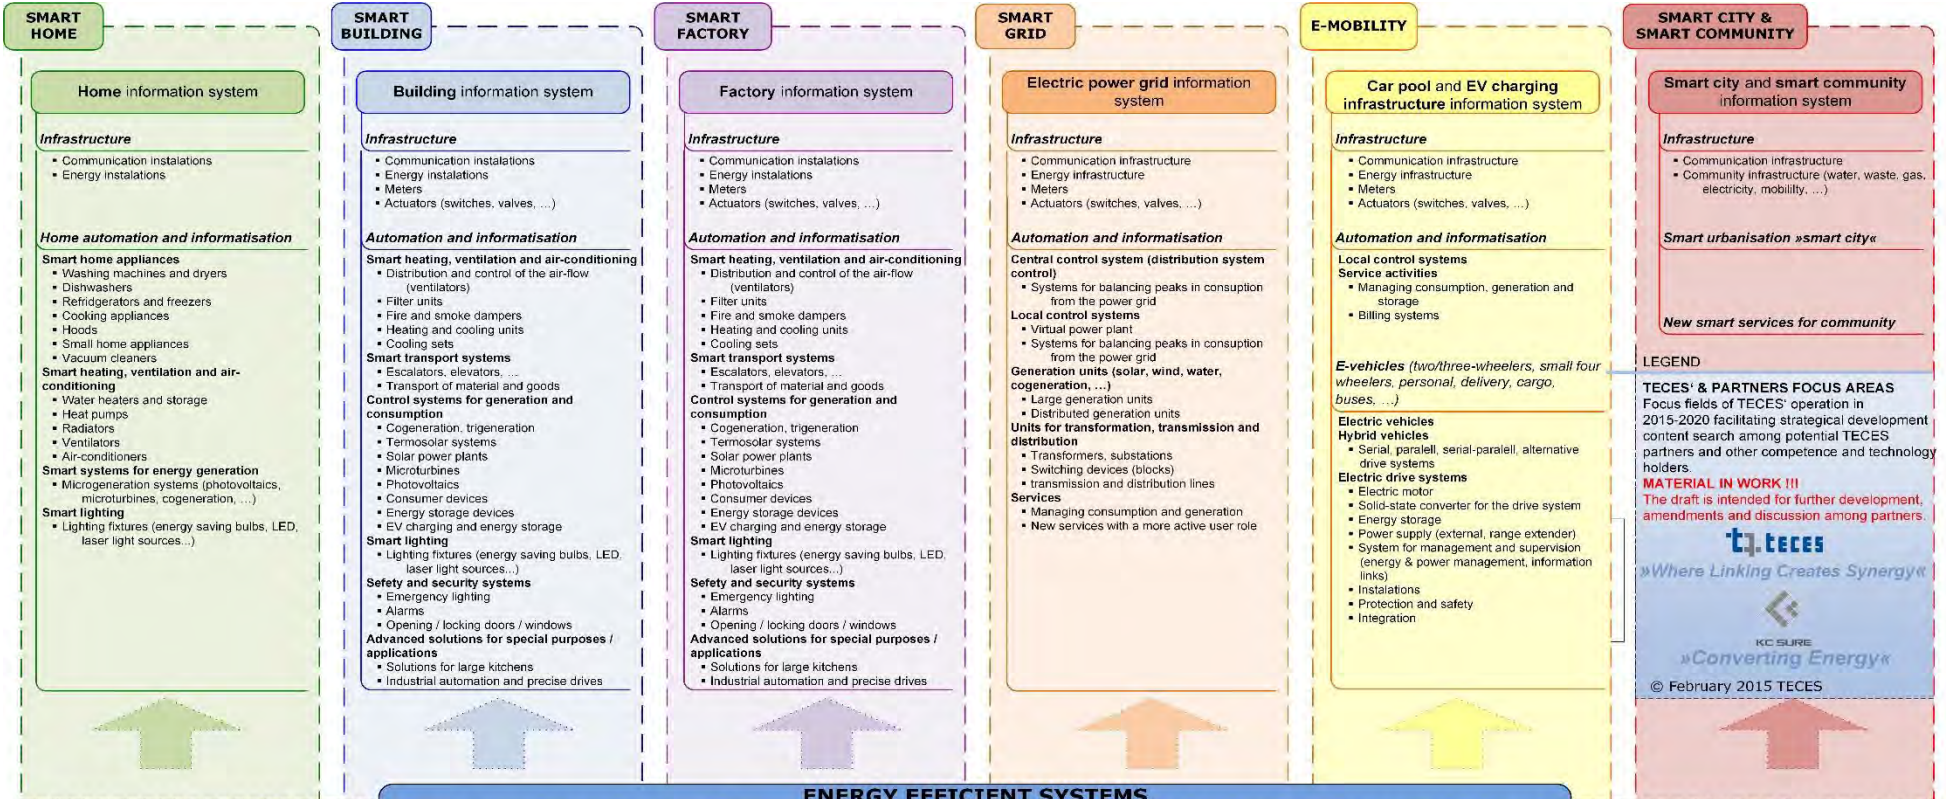 SMART
HOME
Home information system
Infrastructure
▪ Communication instalations
▪ Energy instalations
Home automation and informatisation
Smart home appliances
▪ Washing machines and dryers
▪ Dishwashers
▪ Refridgerators and freezers
▪ Cooking appliances
▪ Hoods
▪ Small home appliances
▪ Vacuum cleaners
Smart heating, ventilation and air-
conditioning
▪ Water heaters and storage
▪ Heat pumps
▪ Radiators
▪ Ventilators
▪ Air-conditioners
Smart systems for energy generation
▪ Microgeneration systems (photovoltaics,
microturbines, cogeneration, ...)
Smart lighting
▪ Lighting fixtures (energy saving bulbs, LED,
laser light sources...)
SMART
BUILDING
Building information system
Infrastructure
▪ Communication instalations
▪ Energy instalations
▪ Meters
▪ Actuators (switches, valves, ...)
Automation and informatisation
Smart heating, ventilation and air-conditioning
▪ Distribution and control of the air-flow
(ventilators)
▪ Filter units
▪ Fire and smoke dampers
▪ Heating and cooling units
▪ Cooling sets
Smart transport systems
▪ Escalators, elevators, ...
▪ Transport of material and goods
Control systems for generation and
consumption
▪ Cogeneration, trigeneration
▪ Termosolar systems
▪ Solar power plants
▪ Microturbines
▪ Photovoltaics
▪ Consumer devices
▪ Energy storage devices
▪ EV charging and energy storage
Smart lighting
▪ Lighting fixtures (energy saving bulbs, LED,
laser light sources...)
Sefety and security systems
▪ Emergency lighting
▪ Alarms
▪ Opening / locking doors / windows
Advanced solutions for special purposes /
applications
▪ Solutions for large kitchens
▪ Industrial automation and precise drives
SMART
FACTORY
Factory information system
Infrastructure
▪ Communication instalations
▪ Energy instalations
▪ Meters
▪ Actuators (switches, valves, ...)
Automation and informatisation
Smart heating, ventilation and air-conditioning
▪ Distribution and control of the air-flow
(ventilators)
▪ Filter units
▪ Fire and smoke dampers
▪ Heating and cooling units
▪ Cooling sets
Smart transport systems
▪ Escalators, elevators, ...
▪ Transport of material and goods
Control systems for generation and
consumption
▪ Cogeneration, trigeneration
▪ Termosolar systems
▪ Solar power plants
▪ Microturbines
▪ Photovoltaics
▪ Consumer devices
▪ Energy storage devices
▪ EV charging and energy storage
Smart lighting
▪ Lighting fixtures (energy saving bulbs, LED,
laser light sources...)
Sefety and security systems
▪ Emergency lighting
▪ Alarms
▪ Opening / locking doors / windows
Advanced solutions for special purposes /
applications
▪ Solutions for large kitchens
▪ Industrial automation and precise drives
SMART
GRID
Electric power grid information
system
Infrastructure
▪ Communication infrastructure
▪ Energy infrastructure
▪ Meters
▪ Actuators (switches, valves, ...)
Automation and informatisation
Central control system (distribution system
control)
▪ Systems for balancing peaks in consuption
from the power grid
Local control systems
▪ Virtual power plant
▪ Systems for balancing peaks in consuption
from the power grid
Generation units (solar, wind, water,
cogeneration, ...)
▪ Large generation units
▪ Distributed generation units
Units for transformation, transmission and
distribution
▪ Transformers, substations
▪ Switching devices (blocks)
▪ transmission and distribution lines
Services
▪ Managing consumption and generation
▪ New services with a more active user role
E-MOBILITY
Car pool and EV charging
infrastructure information system
Infrastructure
▪ Communication infrastructure
▪ Energy infrastructure
▪ Meters
▪ Actuators (switches, valves, ...)
Automation and informatisation
Local control systems
Service activities
▪ Managing consumption, generation and
storage
▪ Billing systems
E-vehicles (two/three-wheelers, small four
wheelers, personal, delivery, cargo,
buses, ...)
Electric vehicles
Hybrid vehicles
▪ Serial, paralell, serial-paralell, alternative
drive systems
Electric drive systems
▪ Electric motor
▪ Solid-state converter for the drive system
▪ Energy storage
▪ Power supply (external, range extender)
▪ System for management and supervision
(energy & power management, information
links)
▪ Instalations
▪ Protection and safety
▪ Integration
SMART CITY &
SMART COMMUNITY
Smart city and smart community
information system
Infrastructure
▪ Communication infrastructure
▪ Community infrastructure (water, waste, gas,
electricity, mobililty, ...)
Smart urbanisation »smart city«
New smart services for community
LEGEND
TECES‘ & PARTNERS FOCUS AREAS
Focus fields of TECES‘ operation in
2015-2020 facilitating strategical development
content search among potential TECES
partners and other competence and technology
holders.
MATERIAL IN WORK !!!
The draft is intended for further development,
amendments and discussion among partners.
teces
»Where Linking Creates Synergy«
KC SURE
»Converting Energy«
© February 2015 TECES
ENERGY EFFICIENT SYSTEMS